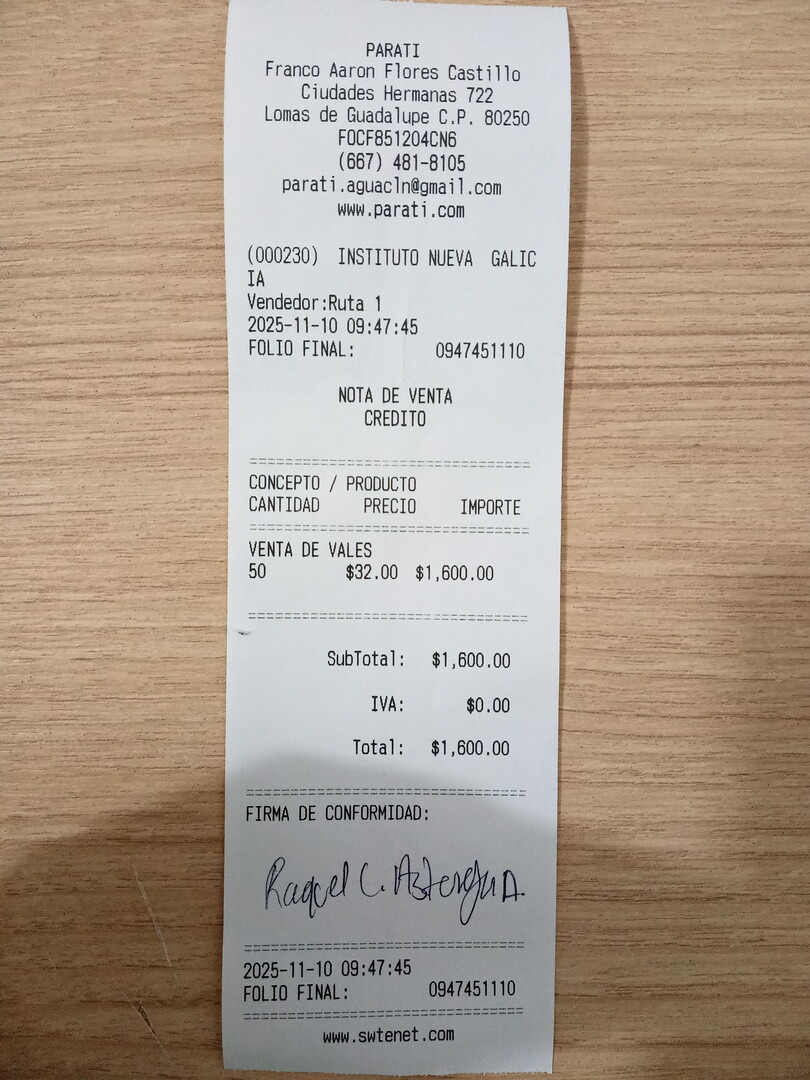 PARATI
Franco Aaron Flores Castillo
Ciudades Hermanas 722
Lomas de Guadalupe C.P. 80250
FOCF851204CN6
(667) 481-8105
parati.aguacln@gmail.com
www.parati.com
(000230) INSTITUTO NUEVA GALIC
IA
Vendedor:Ruta 1
2025-11-10 09:47:45
FOLIO FINAL: 0947451110
NOTA DE VENTA
CREDITO
==================================
CONCEPTO / PRODUCTO
CANTIDAD PRECIO IMPORTE
==================================
VENTA DE VALES
50 $32.00 $1,600.00
==================================
SubTotal: $1,600.00
IVA: $0.00
Total: $1,600.00
==================================
FIRMA DE CONFORMIDAD:
Raquel C.
==================================
2025-11-10 09:47:45
FOLIO FINAL: 0947451110
==================================
www.swtenet.com